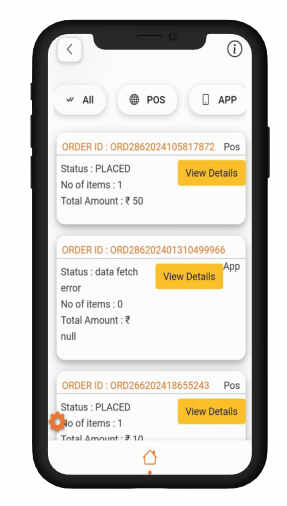 All POS APP
ORDER ID : ORD2862024105817872 Pos
Status : PLACED
View Details
No of items : 1
Total Amount : ₹ 50
ORDER ID : ORD286202401310499966
App
Status : data fetch
error
View Details
No of items : 0
Total Amount : ₹
null
ORDER ID : ORD266202418655243 Pos
Status : PLACED
View Details
No of items : 1
Total Amount : ₹ 10